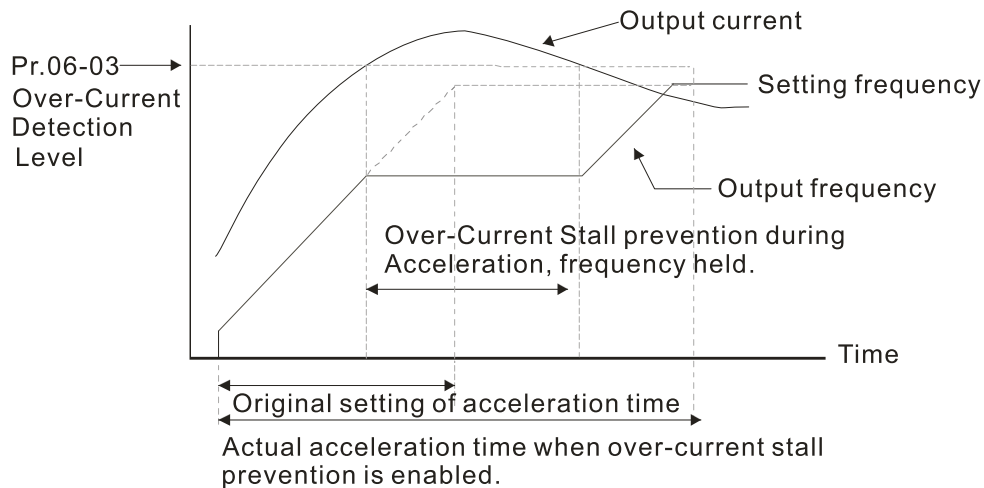 Output current
Pr.06-03
Over-Current
Detection
Level
Setting frequency
Output frequency
Over-Current Stall prevention during
Acceleration, frequency held.
Time
Original setting of acceleration time
Actual acceleration time when over-current stall
prevention is enabled.